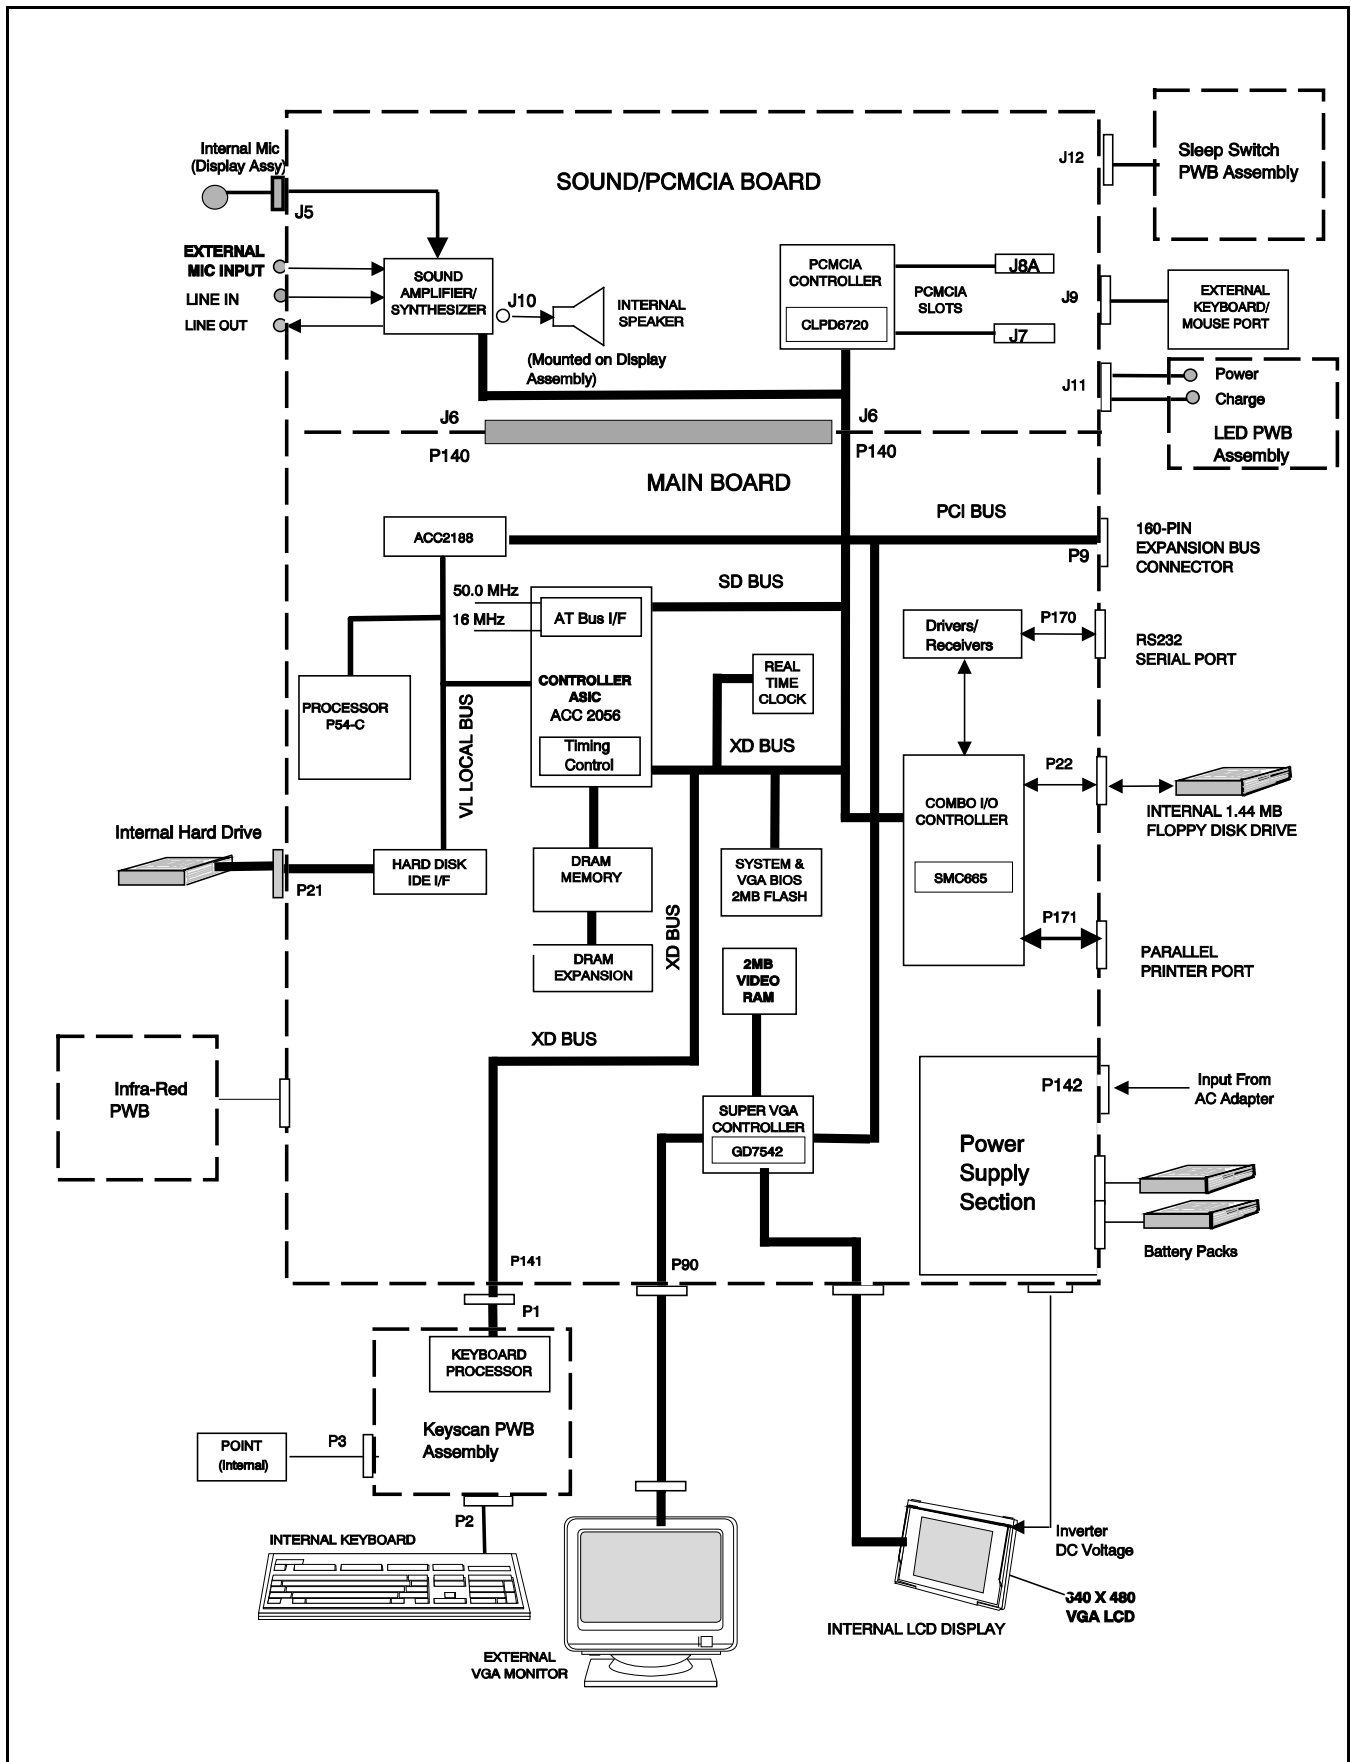 Internal Mic
(Display Assy)
J5
SOUND/PCMCIA BOARD
J12
Sleep Switch
PWB Assembly
EXTERNAL
MIC INPUT
LINE IN
LINE OUT
SOUND
AMPLIFIER/
SYNTHESIZER
J10
INTERNAL
SPEAKER
(Mounted on Display
Assembly)
PCMCIA
CONTROLLER
CLPD6720
J8A
PCMCIA
SLOTS
J7
J9
EXTERNAL
KEYBOARD/
MOUSE PORT
J11
Power
Charge
LED PWB
Assembly
J6
J6
P140
P140
MAIN BOARD
PCI BUS
ACC2188
P9
160-PIN
EXPANSION BUS
CONNECTOR
50.0 MHz
16 MHz
AT Bus I/F
SD BUS
CONTROLLER
ASIC
ACC 2056
Timing
Control
REAL
TIME
CLOCK
XD BUS
Drivers/
Receivers
P170
RS232
SERIAL PORT
PROCESSOR
P54-C
VL LOCAL BUS
COMBO I/O
CONTROLLER
SMC665
P22
INTERNAL 1.44 MB
FLOPPY DISK DRIVE
Internal Hard Drive
P21
HARD DISK
IDE I/F
DRAM
MEMORY
DRAM
EXPANSION
XD BUS
SYSTEM &
VGA BIOS
2MB FLASH
P171
PARALLEL
PRINTER PORT
2MB
VIDEO
RAM
XD BUS
Infra-Red
PWB
SUPER VGA
CONTROLLER
GD7542
P142
Input From
AC Adapter
Power
Supply
Section
Battery Packs
P141
P90
P1
KEYBOARD
PROCESSOR
Keyscan PWB
Assembly
POINT
(Internal)
P3
P2
INTERNAL KEYBOARD
EXTERNAL
VGA MONITOR
Inverter
DC Voltage
640 X 480
VGA LCD
INTERNAL LCD DISPLAY